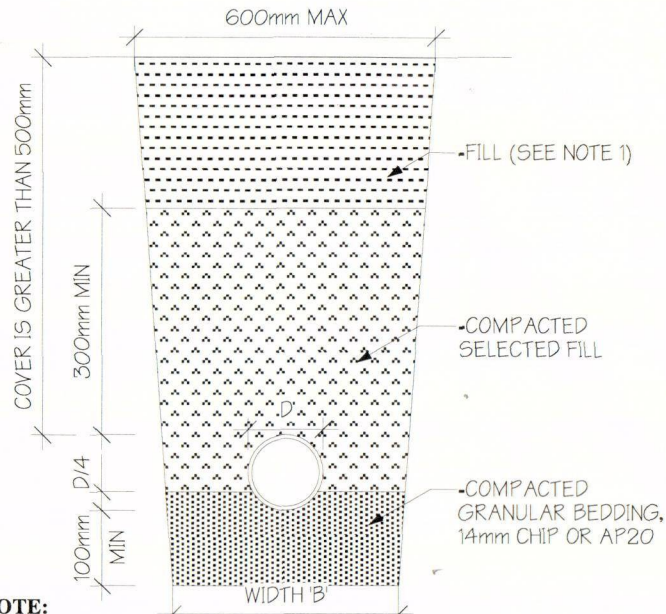 600mm MAX
COVER IS GREATER THAN 500mm
FILL (SEE NOTE 1)
300mm MIN
COMPACTED
SELECTED FILL
D
D/4
100mm
MIN
COMPACTED
GRANULAR BEDDING,
14mm CHIP OR AP20
WIDTH 'B'
OTE: